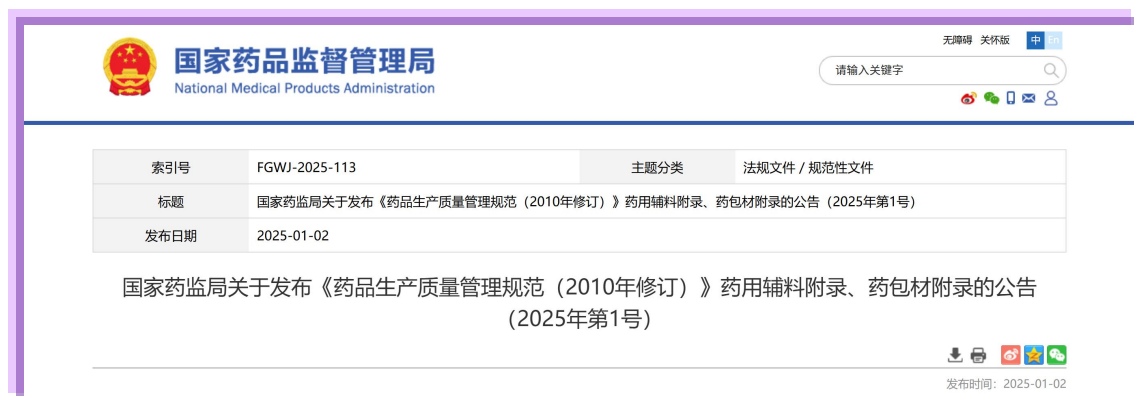 无障碍 关怀版 中 En
国家药品监督管理局
National Medical Products Administration
请输入关键字
索引号 FGWJ-2025-113 主题分类 法规文件 / 规范性文件
标题 国家药监局关于发布《药品生产质量管理规范（2010年修订）》药用辅料附录、药包材附录的公告（2025年第1号）
发布日期 2025-01-02
国家药监局关于发布《药品生产质量管理规范（2010年修订）》药用辅料附录、药包材附录的公告
（2025年第1号）
发布时间：2025-01-02